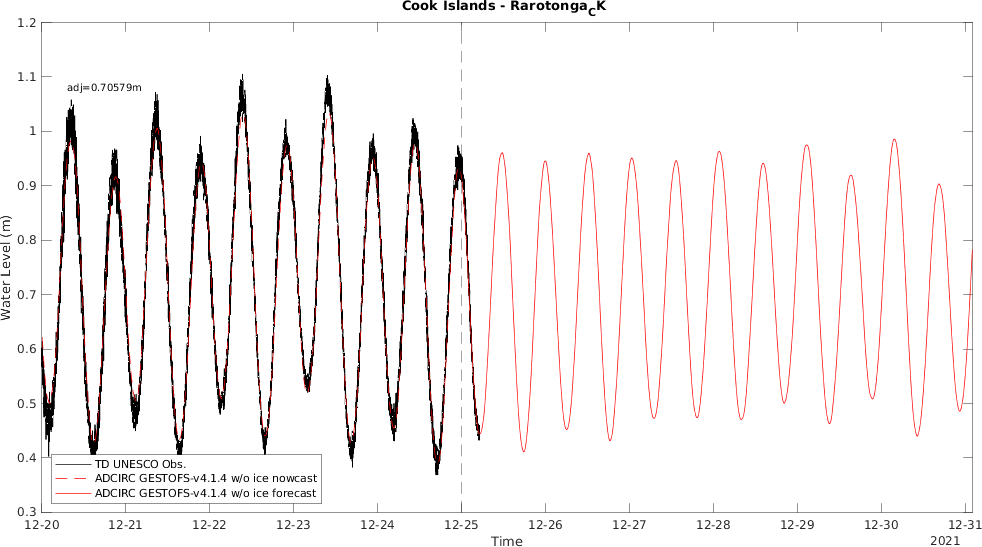 Cook Islands - Rarotonga_CK
adj=0.70579m
Water Level (m)
1.2
1.1
1
0.9
0.8
0.7
0.6
0.5
0.4
0.3
TD UNESCO Obs.
ADCIRC GESTOFS-v4.1.4 w/o ice nowcast
ADCIRC GESTOFS-v4.1.4 w/o ice forecast
12-20 12-21 12-22 12-23 12-24 12-25 12-26 12-27 12-28 12-29 12-30 12-31
Time
2021